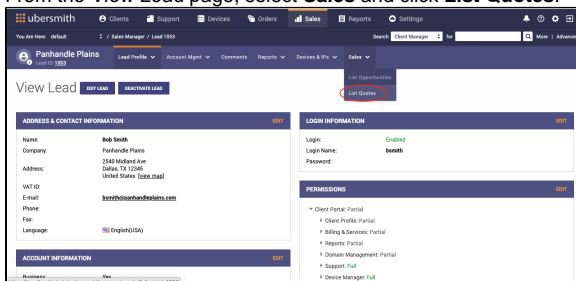 From the View Lead page, select Sales and click List Quotes.
ubersmith Clients Support Devices Orders Sales Reports Settings
You Are Here: default / Sales Manager / Lead 1053 Search Client Manager for More | Advance
Panhandle Plains Lead Profile Account Mgmt Comments Reports Devices & IPs Sales
Lead ID: 1053
List Opportunities
List Quotes
View Lead EDIT LEAD DEACTIVATE LEAD
ADDRESS & CONTACT INFORMATION EDIT
Name: Bob Smith
Company: Panhandle Plains
Address: 2540 Midland Ave
Dallas, TX 12345
United States [view map]
VAT ID:
E-mail: bsmith@panhandleplains.com
Phone:
Fax:
Language: English(USA)
ACCOUNT INFORMATION EDIT
Business: Yes
LOGIN INFORMATION EDIT
Login: Enabled
Login Name: bsmith
Password:
PERMISSIONS EDIT
Client Portal: Partial
Client Profile: Partial
Billing & Services: Partial
Reports: Partial
Domain Management: Partial
Support: Full
Device Manager: Full